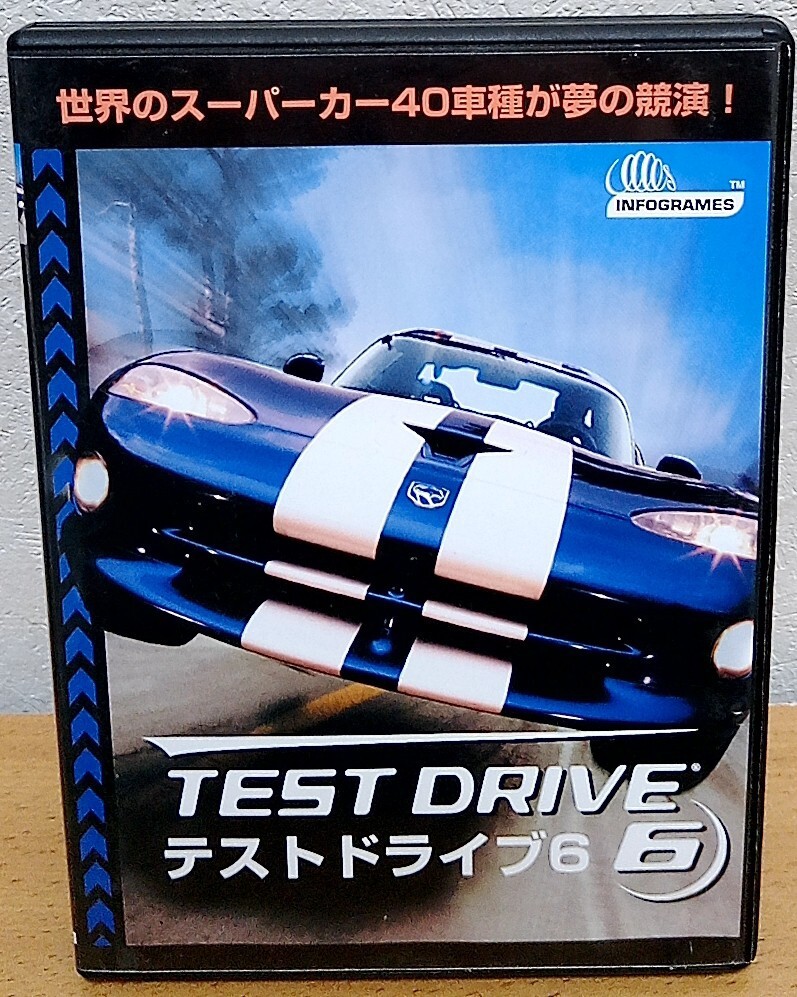 世界のスーパーカー40車種が夢の競演！
INFOGRAMES™
TEST DRIVE®
6
テストドライブ6